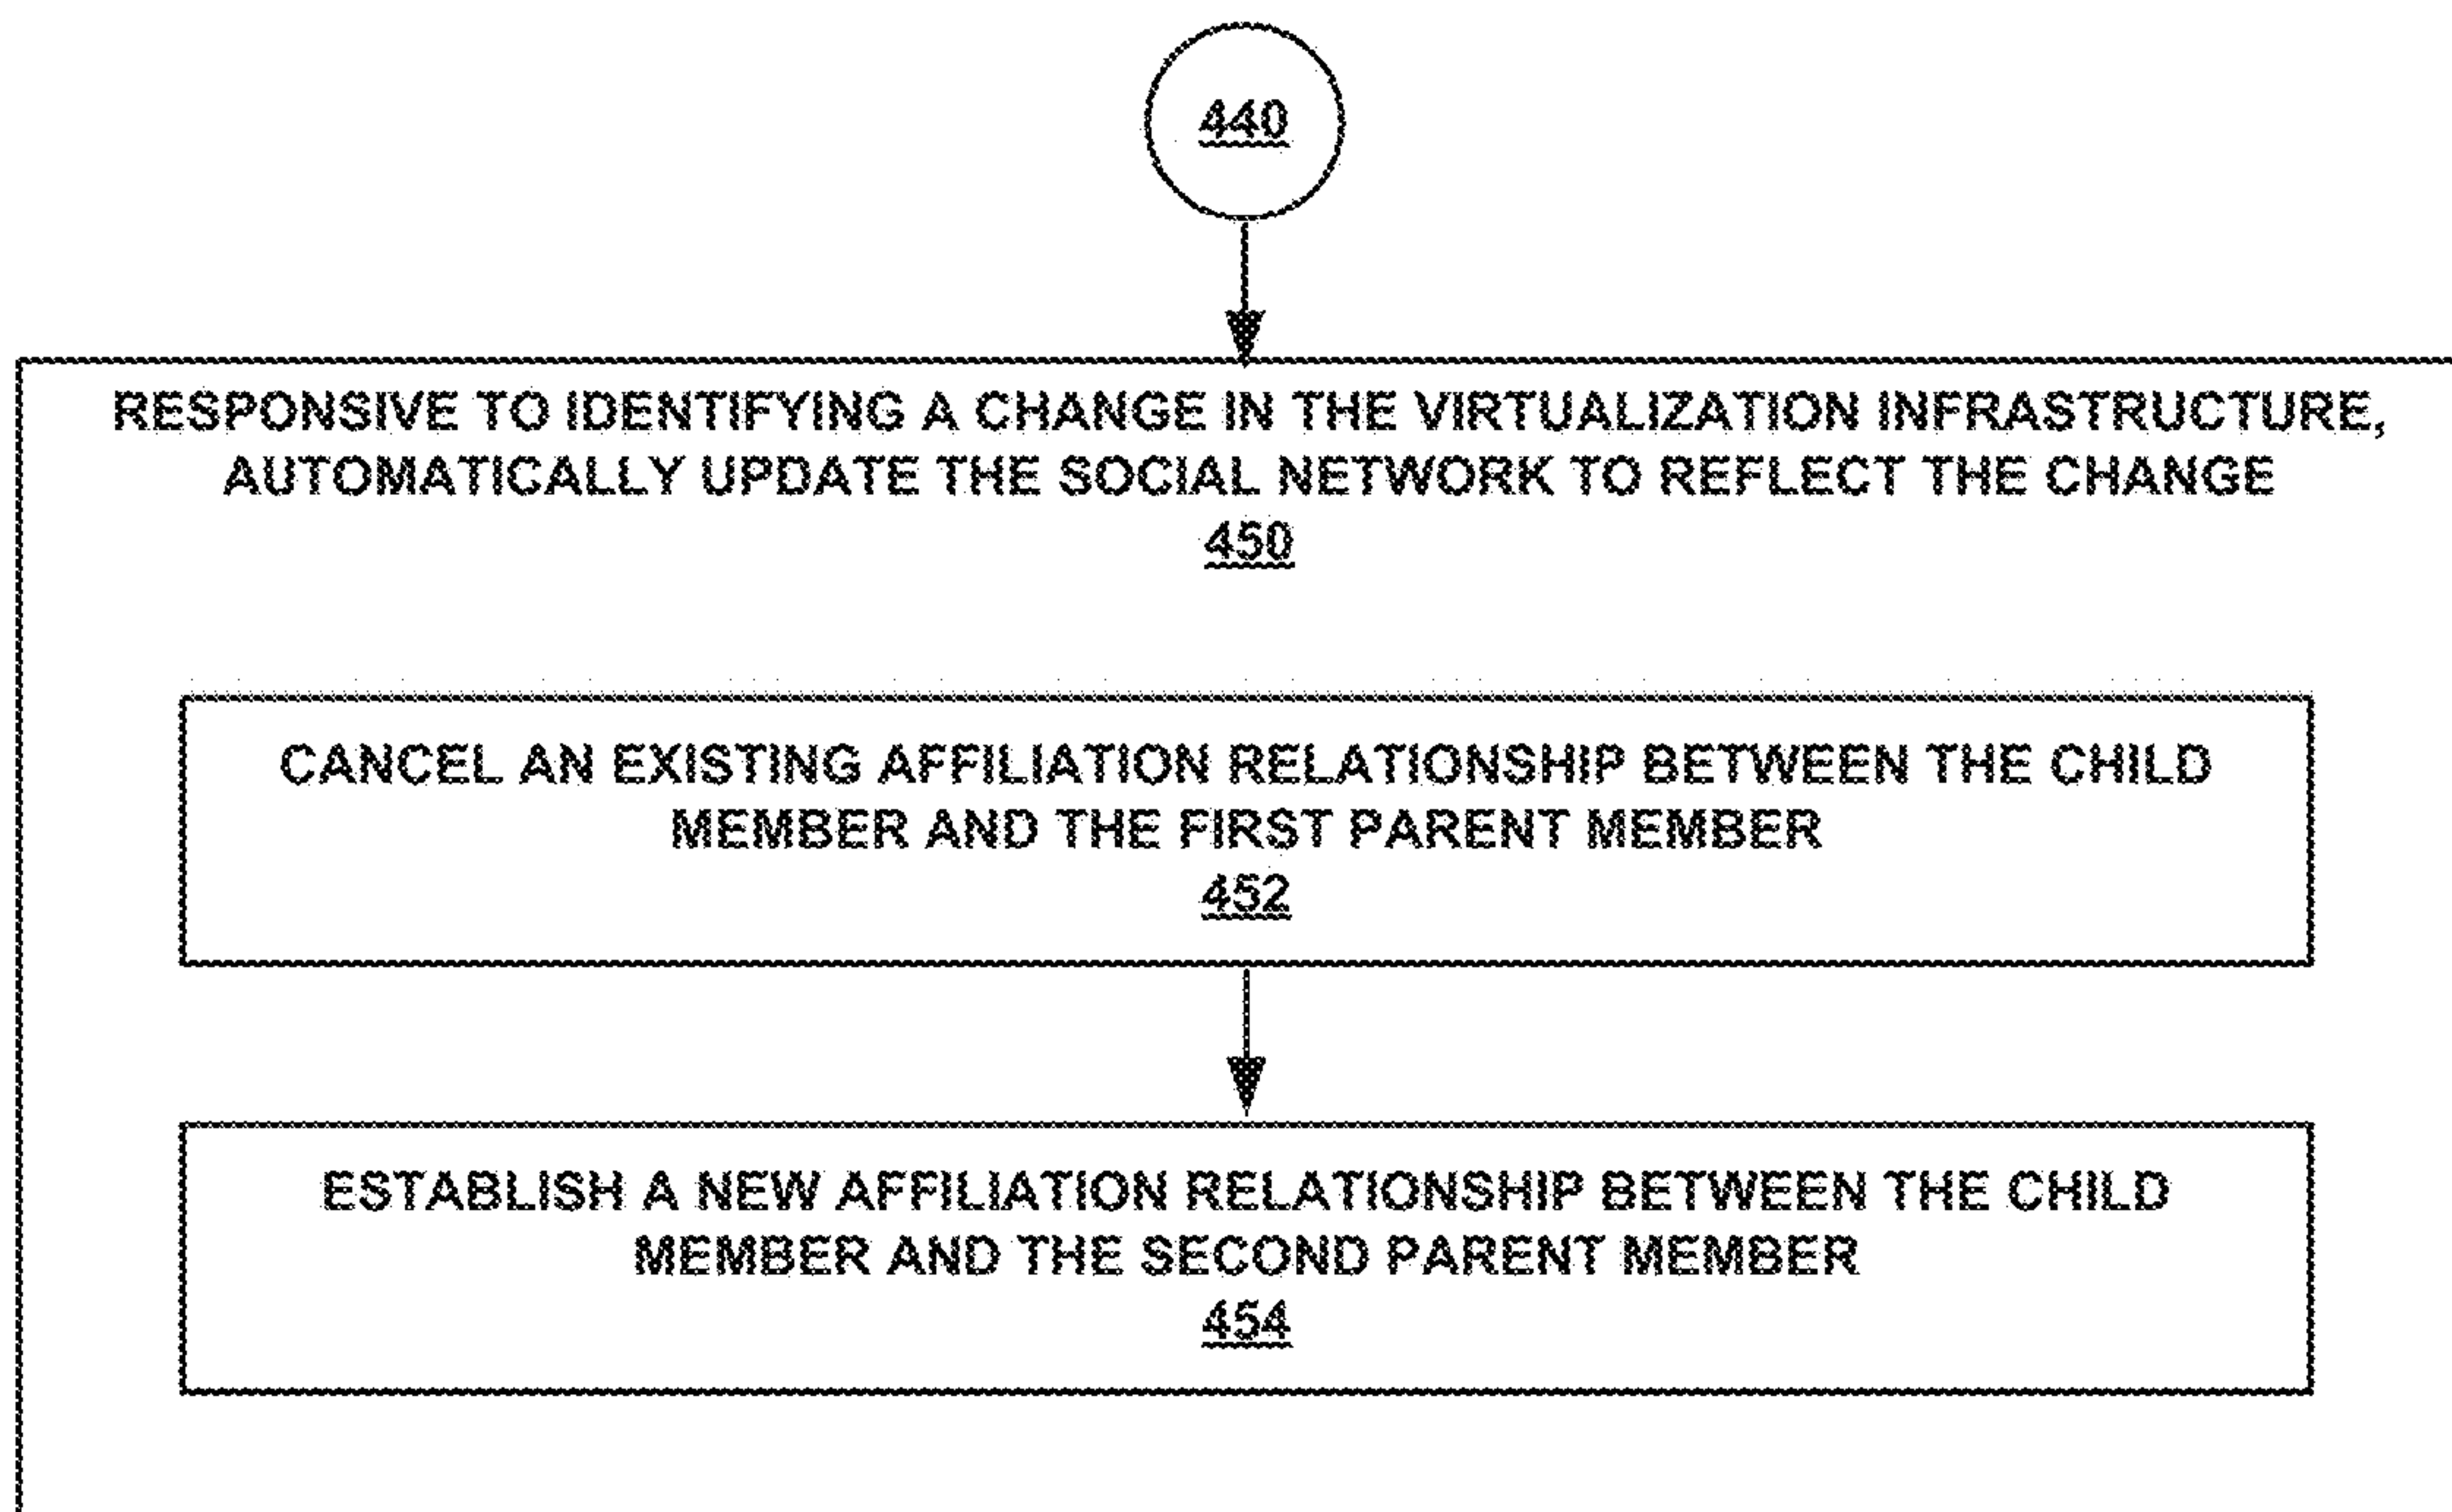 440
RESPONSIVE TO IDENTIFYING A CHANGE IN THE VIRTUALIZATION INFRASTRUCTURE,
AUTOMATICALLY UPDATE THE SOCIAL NETWORK TO REFLECT THE CHANGE
450
CANCEL AN EXISTING AFFILIATION RELATIONSHIP BETWEEN THE CHILD
MEMBER AND THE FIRST PARENT MEMBER
452
ESTABLISH A NEW AFFILIATION RELATIONSHIP BETWEEN THE CHILD
MEMBER AND THE SECOND PARENT MEMBER
454